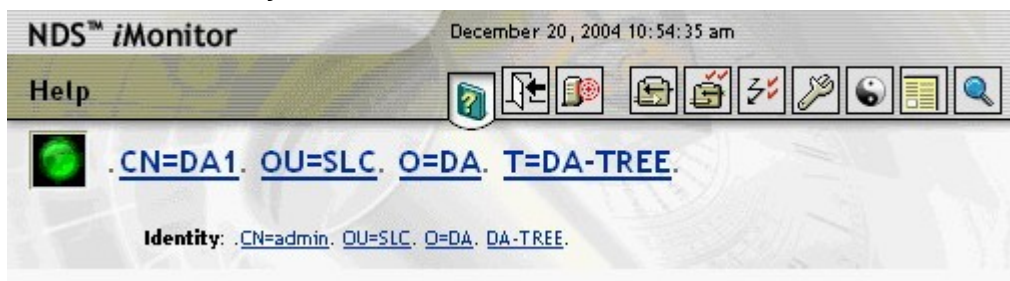 NDS™ iMonitor
December 20, 2004 10:54:35 am
Help
.CN=DA1. OU=SLC. O=DA. T=DA-TREE.
Identity: .CN=admin. OU=SLC. O=DA. DA-TREE.